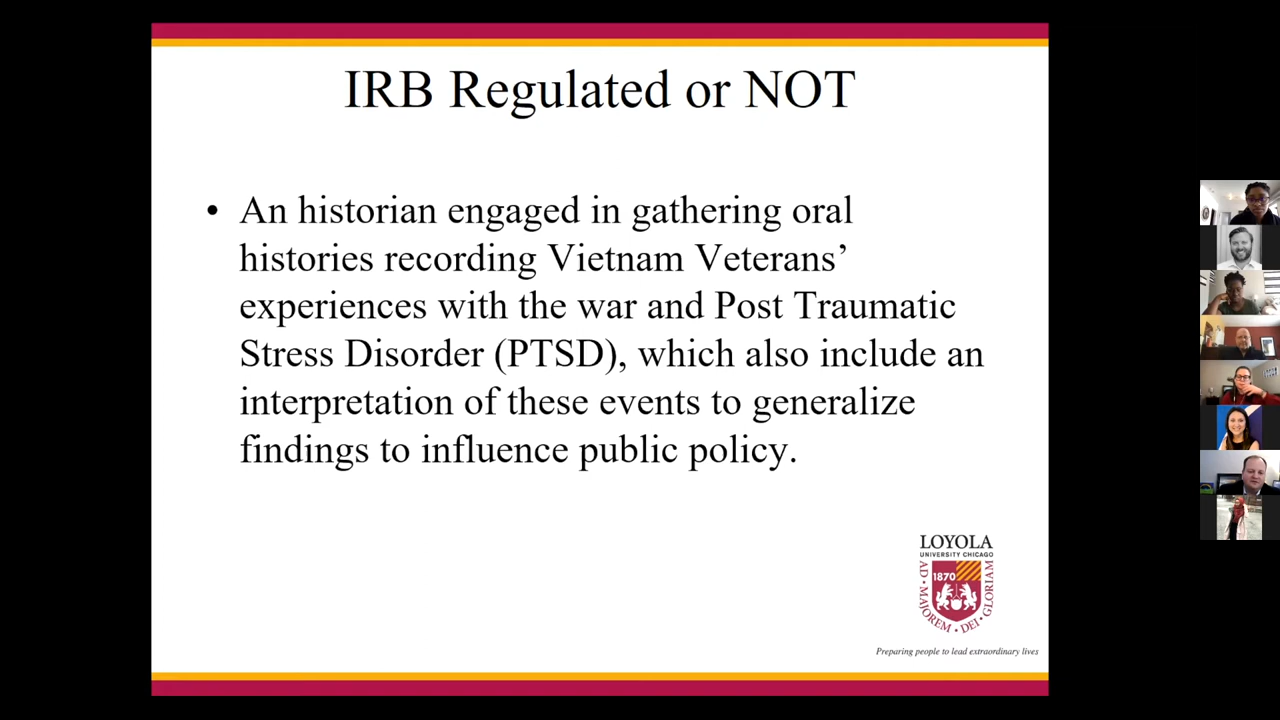 IRB Regulated or NOT
• An historian engaged in gathering oral
histories recording Vietnam Veterans’
experiences with the war and Post Traumatic
Stress Disorder (PTSD), which also include an
interpretation of these events to generalize
findings to influence public policy.
LOYOLA
UNIVERSITY CHICAGO
1870
AD • MAJOREM • DEI • GLORIAM
Preparing people to lead extraordinary lives